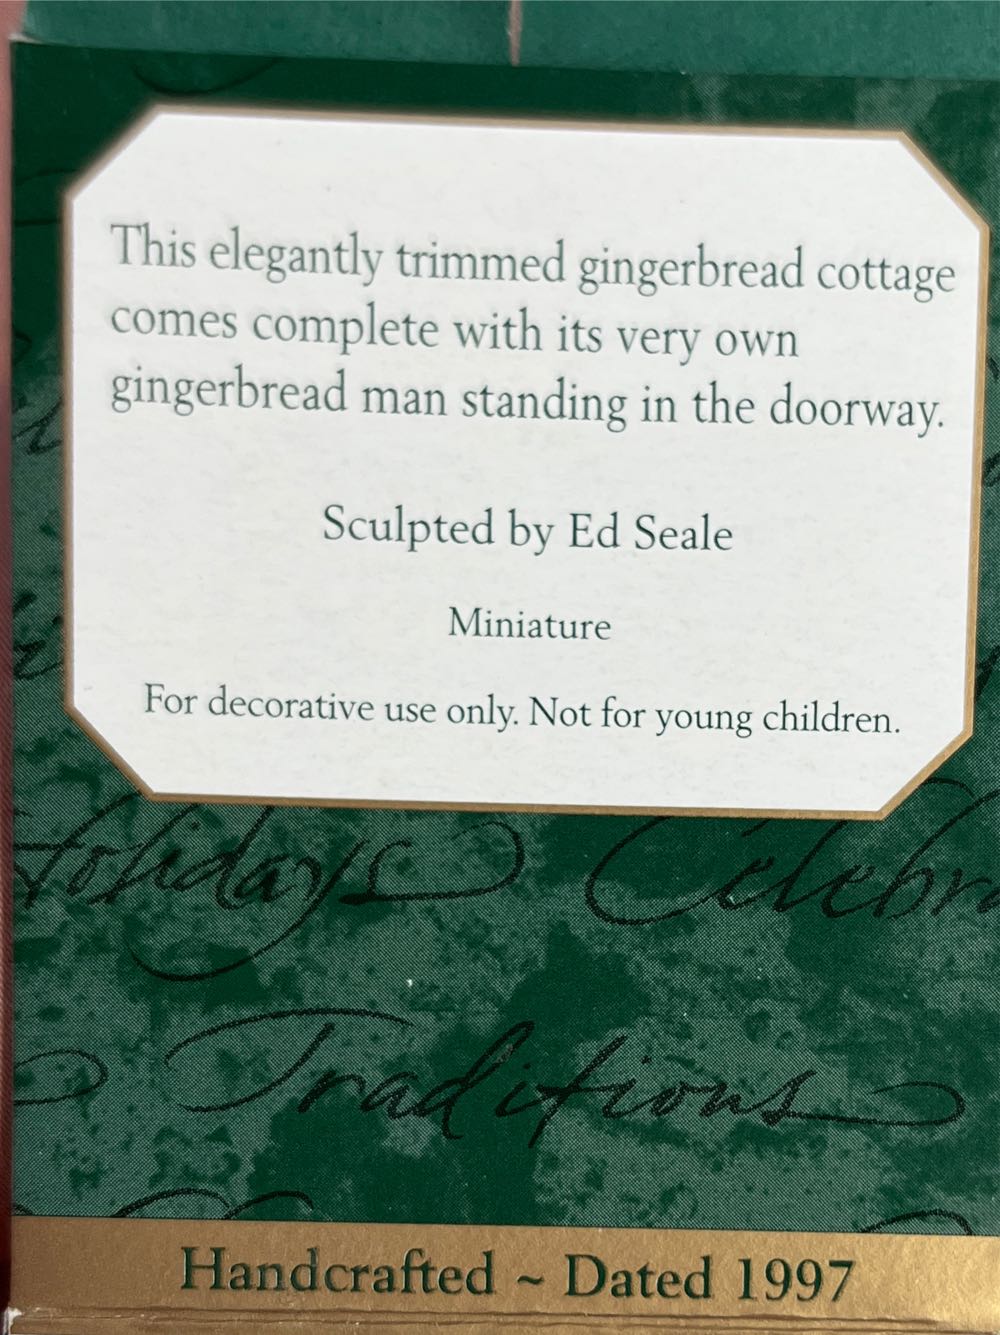 This elegantly trimmed gingerbread cottage
comes complete with its very own
gingerbread man standing in the doorway.
Sculpted by Ed Seale
Miniature
For decorative use only. Not for young children.
Holidays Celebra
Traditions
Handcrafted ~ Dated 1997